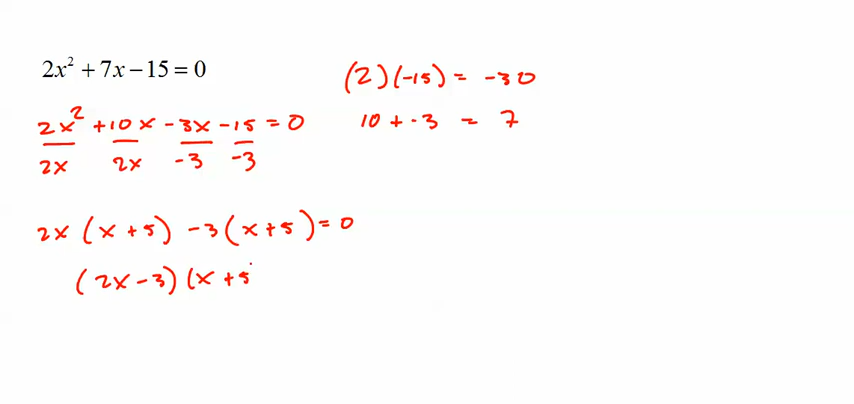 2x² + 7x − 15 = 0
(2)(-15) = -30
10 + -3 = 7
2x² + 10x - 3x - 15 = 0
2x 2x -3 -3
2x (x + 5) - 3 (x + 5) = 0
(2x - 3) (x + 5